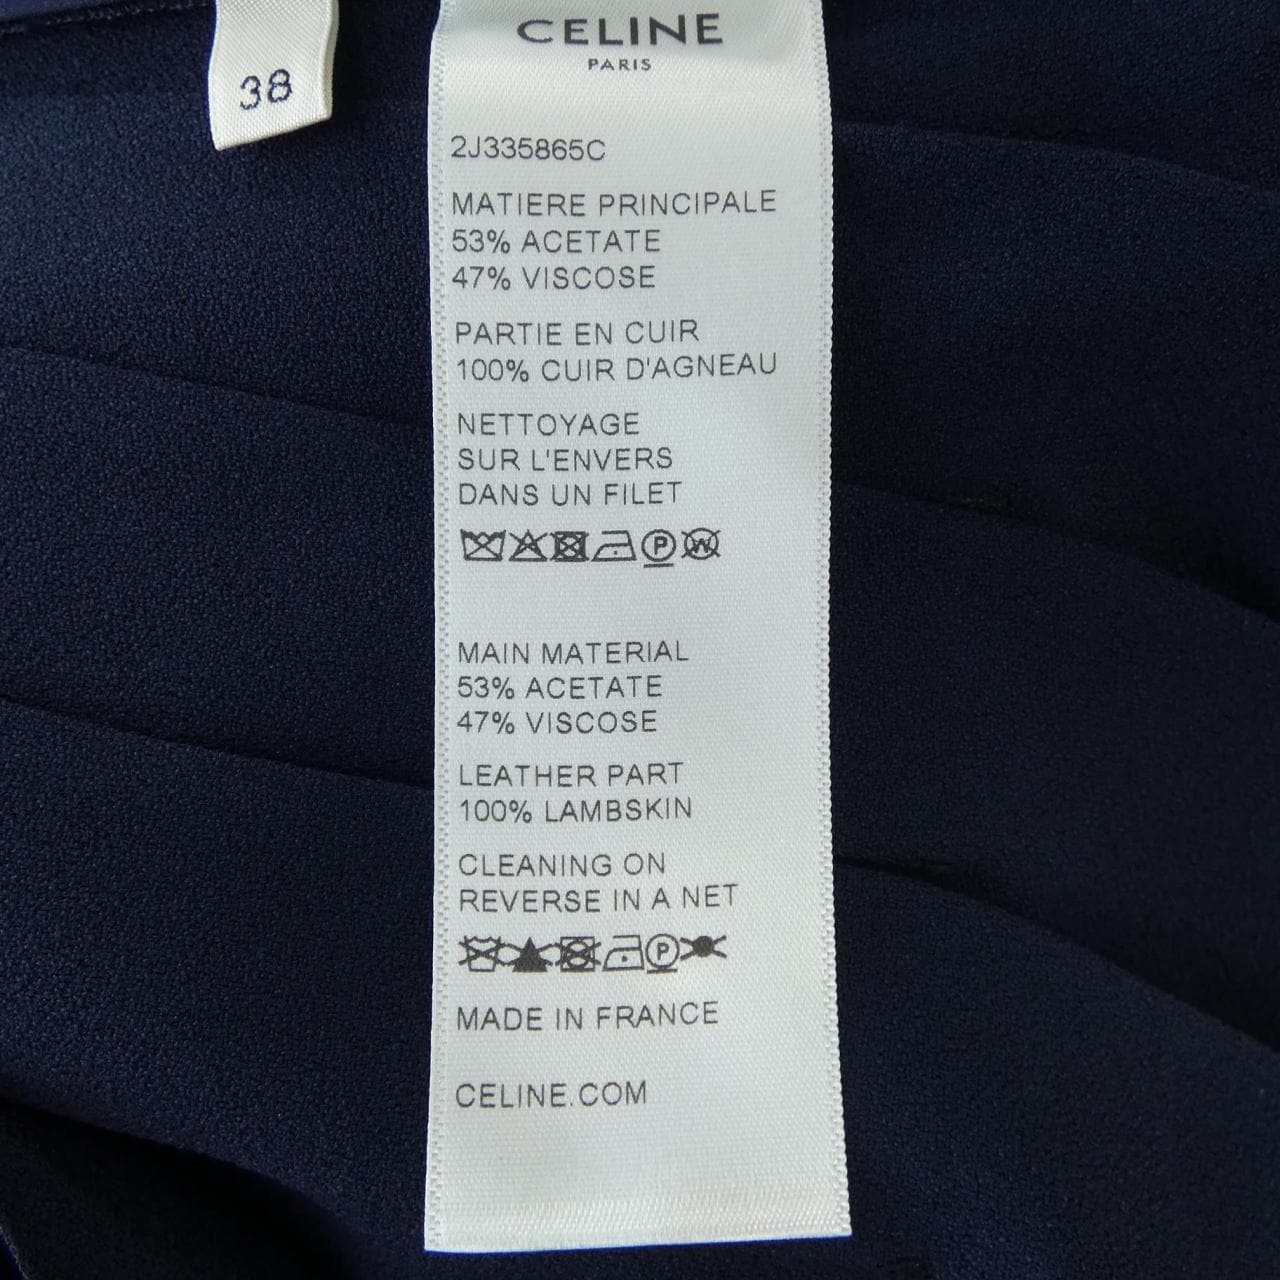 38
CELINE
PARIS
2J335865C
MATIERE PRINCIPALE
53% ACETATE
47% VISCOSE
PARTIE EN CUIR
100% CUIR D'AGNEAU
NETTOYAGE
SUR L'ENVERS
DANS UN FILET
P W
MAIN MATERIAL
53% ACETATE
47% VISCOSE
LEATHER PART
100% LAMBSKIN
CLEANING ON
REVERSE IN A NET
P
MADE IN FRANCE
CELINE.COM